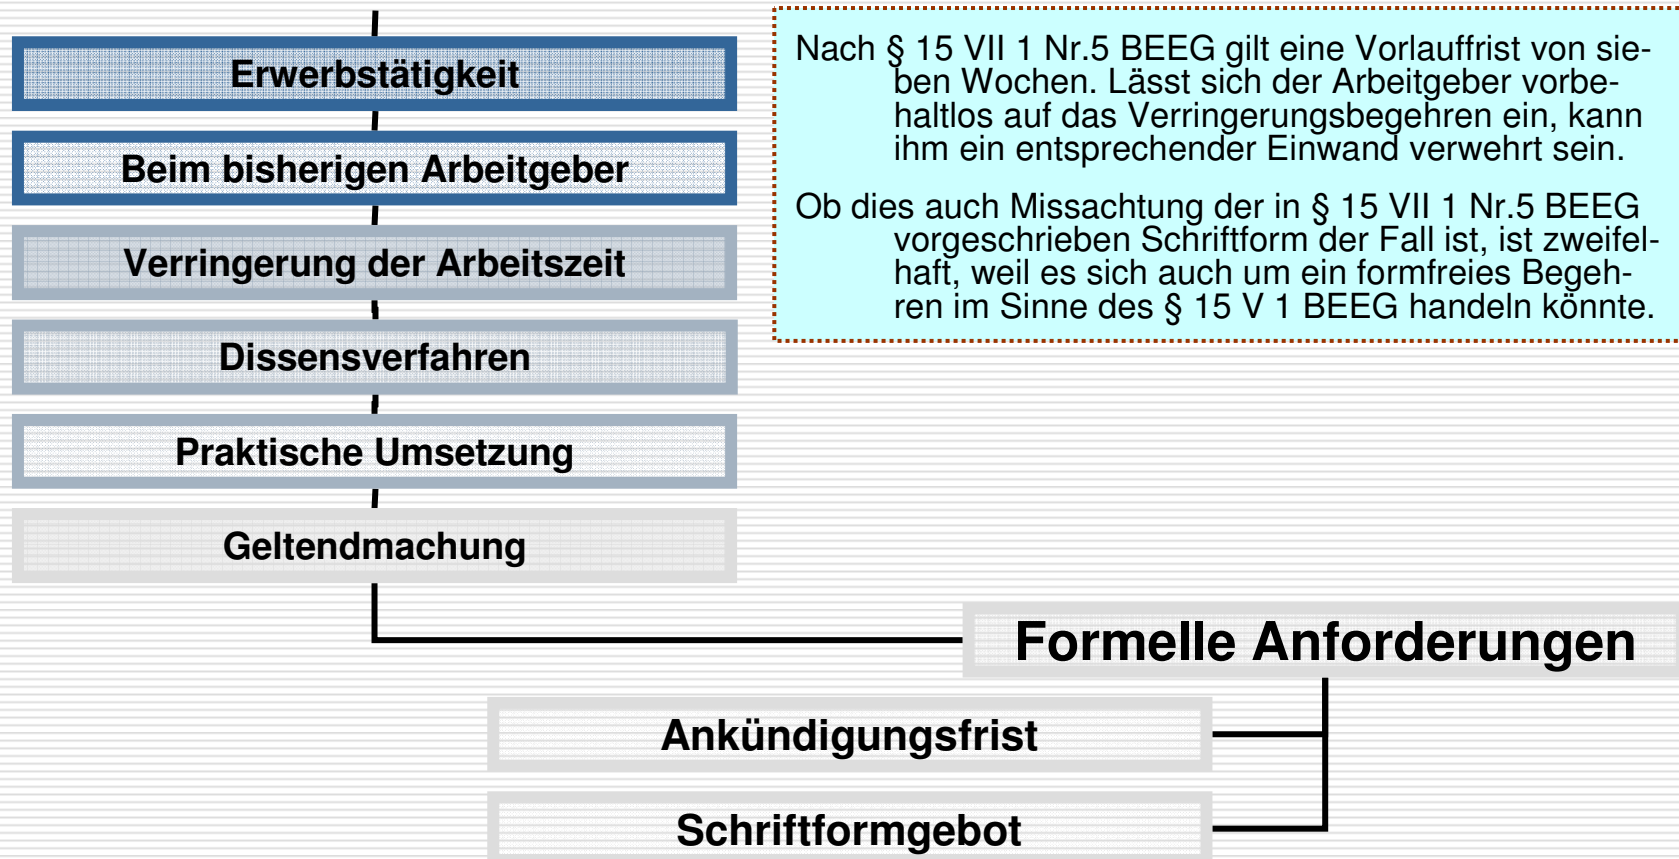 Erwerbstätigkeit
Beim bisherigen Arbeitgeber
Verringerung der Arbeitszeit
Dissensverfahren
Praktische Umsetzung
Geltendmachung
Nach § 15 VII 1 Nr.5 BEEG gilt eine Vorlauffrist von sie-
ben Wochen. Lässt sich der Arbeitgeber vorbe-
haltlos auf das Verringerungsbegehren ein, kann
ihm ein entsprechender Einwand verwehrt sein.
Ob dies auch Missachtung der in § 15 VII 1 Nr.5 BEEG
vorgeschrieben Schriftform der Fall ist, ist zweifel-
haft, weil es sich auch um ein formfreies Begeh-
ren im Sinne des § 15 V 1 BEEG handeln könnte.
Formelle Anforderungen
Ankündigungsfrist
Schriftformgebot